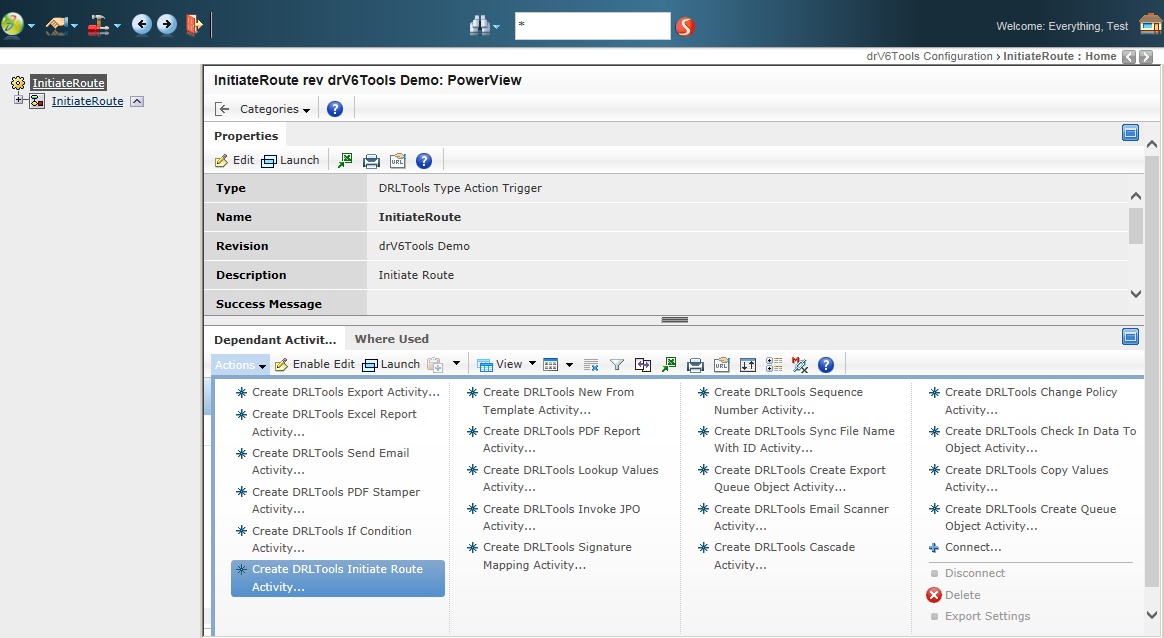 *
Welcome: Everything, Test
drV6Tools Configuration › InitiateRoute : Home
InitiateRoute
InitiateRoute
InitiateRoute rev drV6Tools Demo: PowerView
Categories
Properties
Edit Launch
Type DRLTools Type Action Trigger
Name InitiateRoute
Revision drV6Tools Demo
Description Initiate Route
Success Message
Dependant Activit... Where Used
Actions Enable Edit Launch View
Create DRLTools Export Activity...
Create DRLTools Excel Report
Activity...
Create DRLTools Send Email
Activity...
Create DRLTools PDF Stamper
Activity...
Create DRLTools If Condition
Activity...
Create DRLTools Initiate Route
Activity...
Create DRLTools New From
Template Activity...
Create DRLTools PDF Report
Activity...
Create DRLTools Lookup Values
Activity...
Create DRLTools Invoke JPO
Activity...
Create DRLTools Signature
Mapping Activity...
Create DRLTools Sequence
Number Activity...
Create DRLTools Sync File Name
With ID Activity...
Create DRLTools Create Export
Queue Object Activity...
Create DRLTools Email Scanner
Activity...
Create DRLTools Cascade
Activity...
Create DRLTools Change Policy
Activity...
Create DRLTools Check In Data To
Object Activity...
Create DRLTools Copy Values
Activity...
Create DRLTools Create Queue
Object Activity...
Connect...
Disconnect
Delete
Export Settings